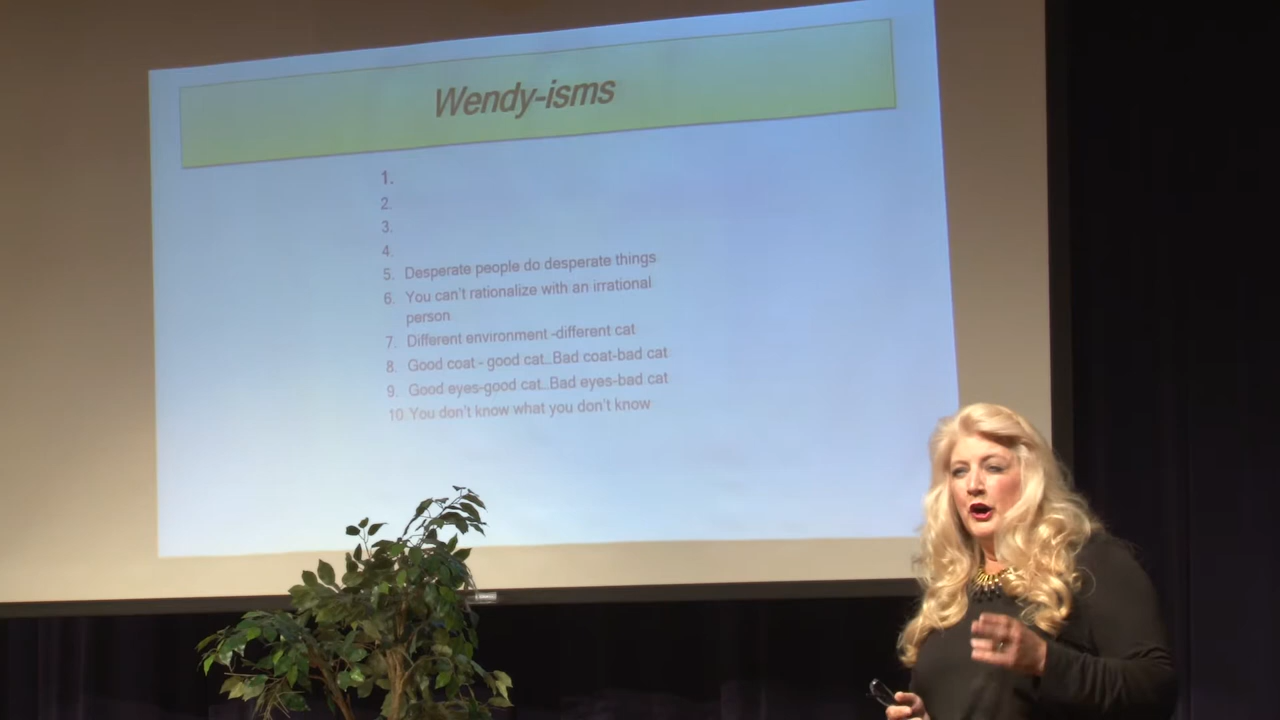 Wendy-isms
1.
2.
3.
4.
5. Desperate people do desperate things
6. You can't rationalize with an irrational
person
7. Different environment -different cat
8. Good coat - good cat...Bad coat-bad cat
9. Good eyes-good cat...Bad eyes-bad cat
10. You don't know what you don't know